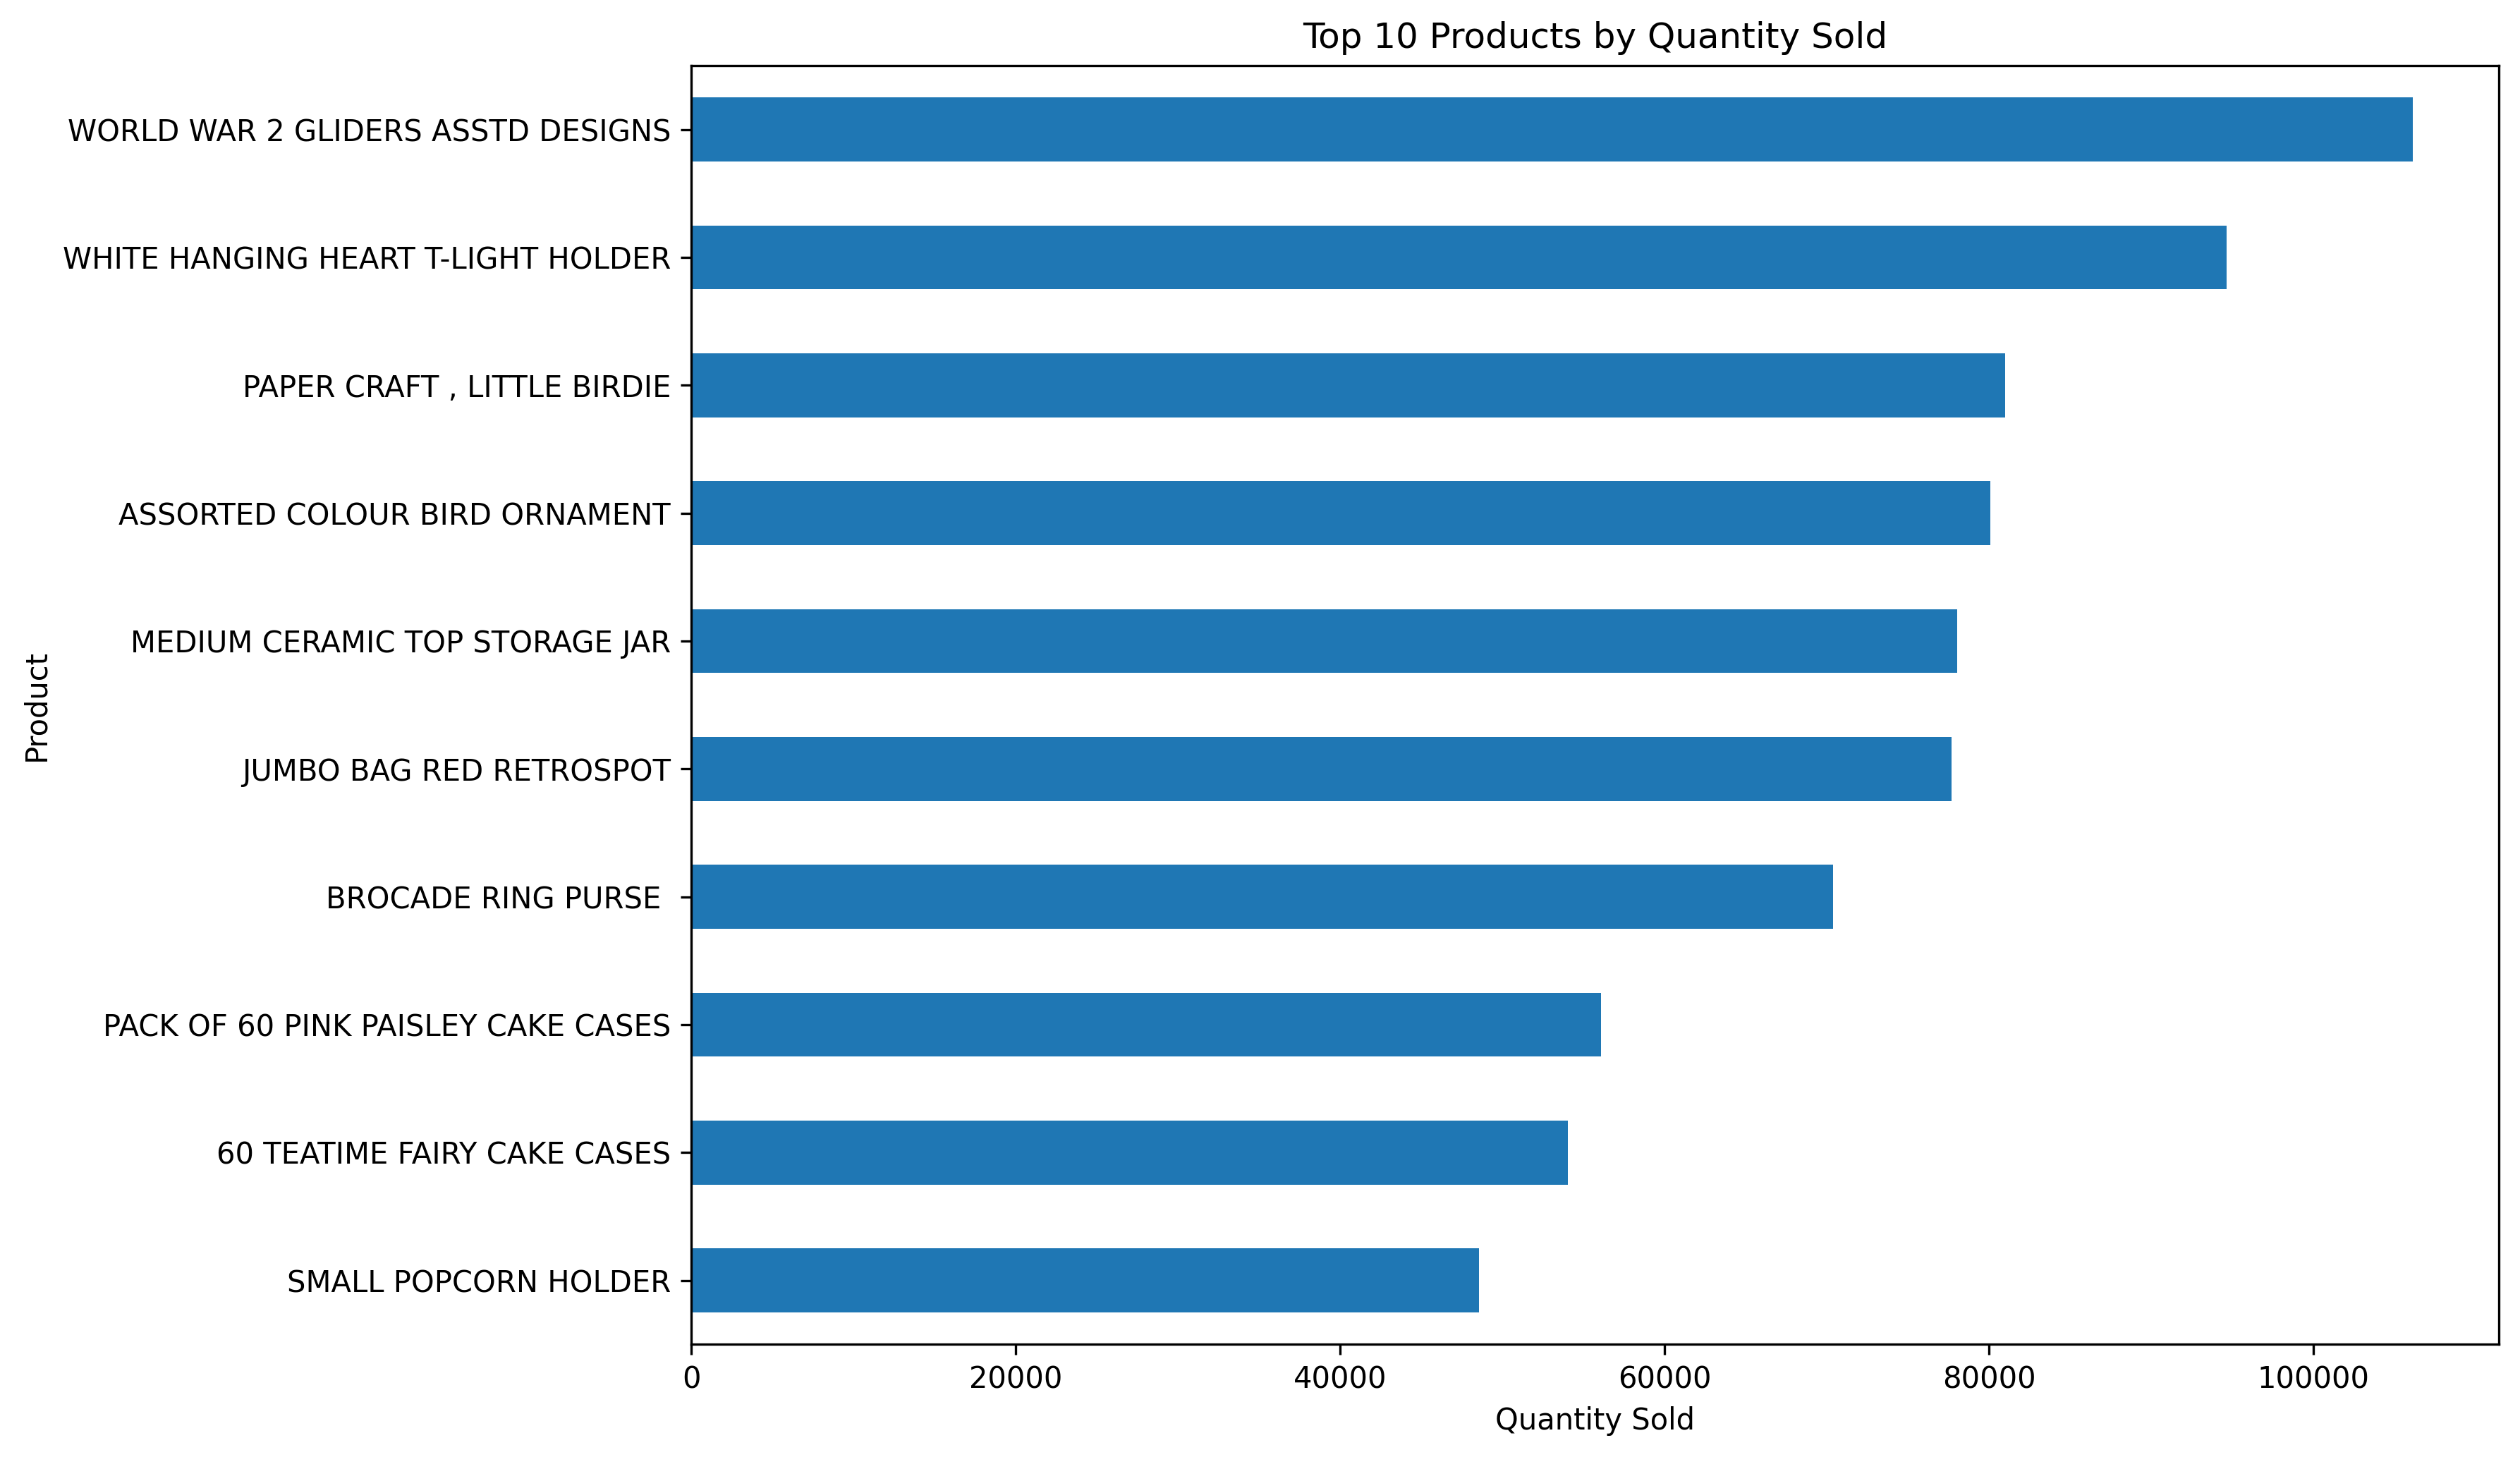 Top 10 Products by Quantity Sold
WORLD WAR 2 GLIDERS ASSTD DESIGNS
WHITE HANGING HEART T-LIGHT HOLDER
PAPER CRAFT , LITTLE BIRDIE
ASSORTED COLOUR BIRD ORNAMENT
MEDIUM CERAMIC TOP STORAGE JAR
JUMBO BAG RED RETROSPOT
BROCADE RING PURSE
PACK OF 60 PINK PAISLEY CAKE CASES
60 TEATIME FAIRY CAKE CASES
SMALL POPCORN HOLDER
Product
0 20000 40000 60000 80000 100000
Quantity Sold